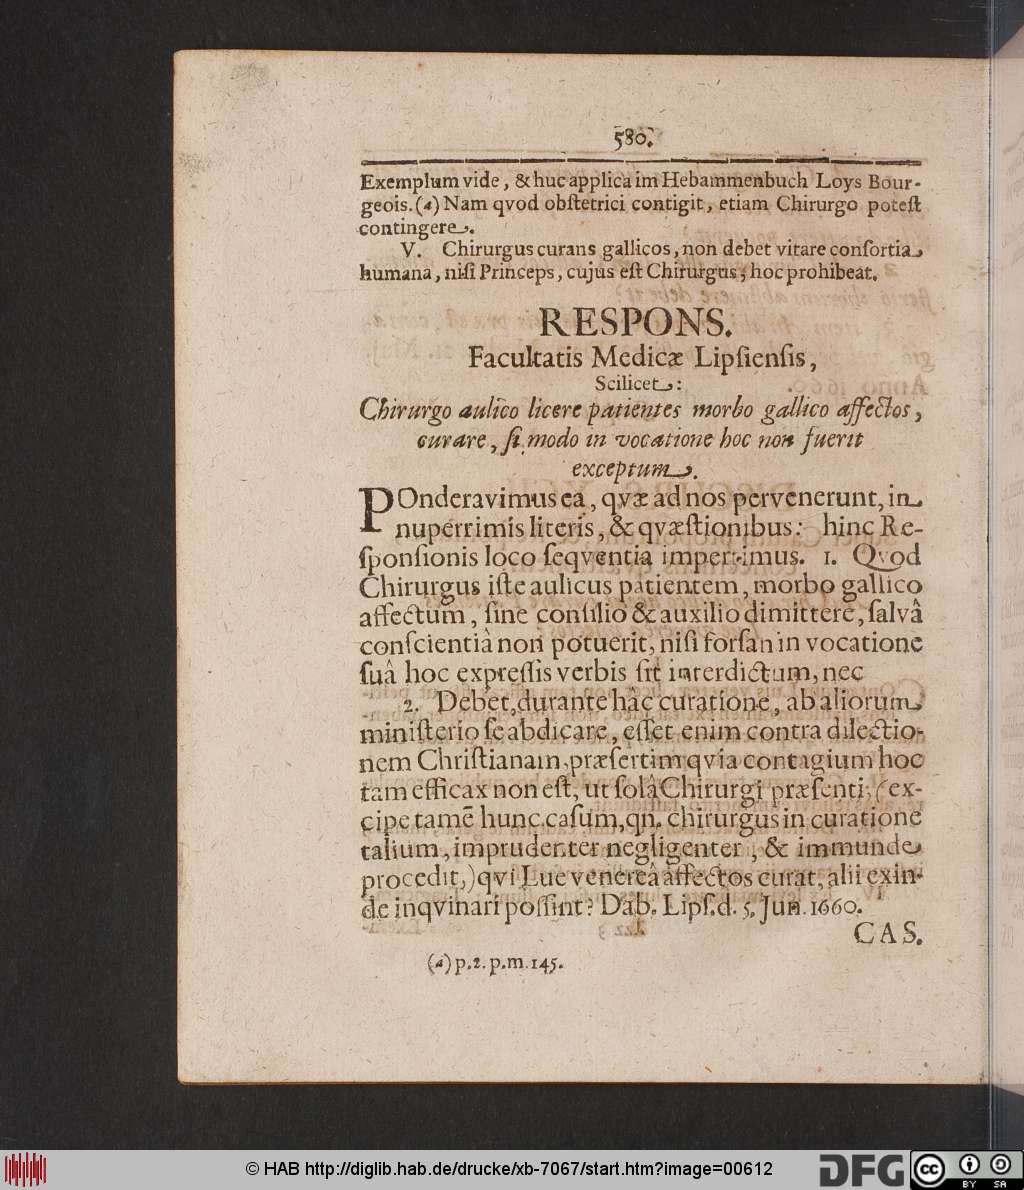 580.
Exemplum vide, & huc applica im Hebammenbuch Loys Bour-
geois. (a) Nam qvod obſtetrici contigit, etiam Chirurgo poteſt
contingere.
V. Chirurgus curans gallicos, non debet vitare conſortia
humana, niſi Princeps, cujus eſt Chirurgus, hoc prohibeat.
RESPONS.
Facultatis Medicæ Lipſienſis,
Scilicet:
Chirurgo aulico licere patientes morbo gallico affectos,
curare, ſi modo in vocatione hoc non fuerit
exceptum.
POnderavimus ea, qvæ ad nos pervenerunt, in
nuperrimis literis, & qvæſtionibus: hinc Re-
ſponſionis loco ſeqventia impertimus. 1. Qvod
Chirurgus iſte aulicus patientem, morbo gallico
affectum, ſine conſilio & auxilio dimittere, ſalvâ
conſcientiâ non potuerit, niſi forſan in vocatione
ſuâ hoc expreſſis verbis ſit interdictum, nec
2. Debet, durante hâc curatione, ab aliorum
miniſterio ſe abdicare, eſſet enim contra dilectio-
nem Chriſtianam, præſertim qvia contagium hoc
tam efficax non eſt, ut ſolâ Chirurgi præſenti, (ex-
cipe tamē hunc caſum, qn. chirurgus in curatione
talium, imprudenter negligenter, & immunde
procedit,) qvi Lue venereâ affectos curat, alii exin-
de inqvinari poſſint? Dab. Lipſ. d. 5. Jun. 1660.
CAS.
(a) p. 2. p. m. 145.
© HAB http://diglib.hab.de/drucke/xb-7067/start.htm?image=00612
DFG
cc BY SA